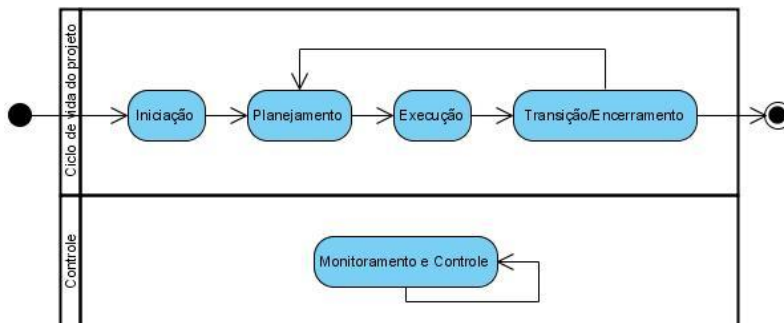 Ciclo de vida do projeto
Iniciação
Planejamento
Execução
Transição/Encerramento
Controle
Monitoramento e Controle